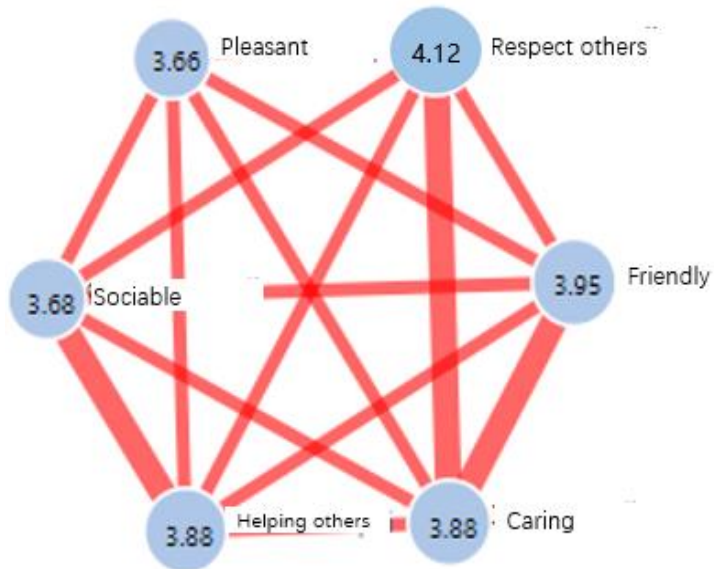 3.66 Pleasant
4.12 Respect others
3.68 Sociable
3.95 Friendly
3.88 Helping others
3.88 Caring